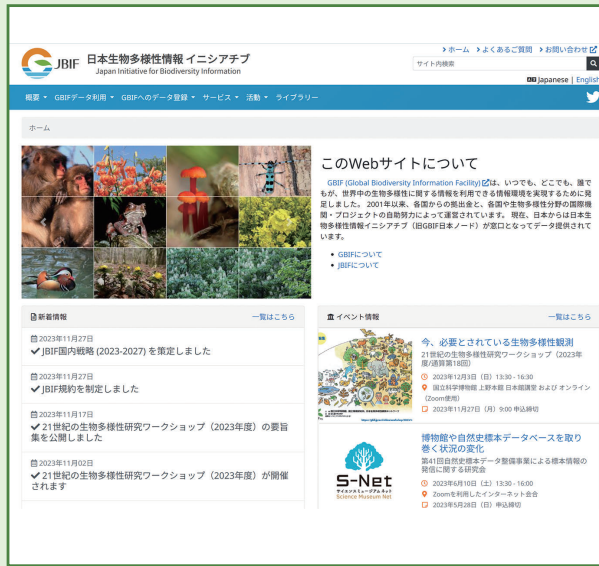 ホーム よくあるご質問 お問い合わせ
JBIF 日本生物多様性情報 イニシアチブ
Japan Initiative for Biodiversity Information
サイト内検索
Japanese | English
概要 GBIFデータ利用 GBIFへのデータ登録 サービス 活動 ライブラリー
ホーム
このWebサイトについて
GBIF (Global Biodiversity Information Facility)は、いつでも、どこでも、誰で
もが、世界中の生物多様性に関する情報を利用できる情報環境を実現するために発
足しました。 2001年以来、各国からの拠出金と、各国や生物多様性分野の国際機
関・プロジェクトの自助努力によって運営されています。 現在、日本からは日本生
物多様性情報イニシアチブ（旧GBIF日本ノード）が窓口となってデータ提供されて
います。
GBIFについて
JBIFについて
新着情報 一覧はこちら
2023年11月27日
JBIF国内戦略 (2023-2027) を策定しました
2023年11月27日
JBIF規約を制定しました
2023年11月17日
21世紀の生物多様性研究ワークショップ（2023年度）の要旨
集を公開しました
2023年11月02日
21世紀の生物多様性研究ワークショップ（2023年度）が開催
されます
イベント情報 一覧はこちら
今、必要とされている生物多様性観測
21世紀の生物多様性研究ワークショップ（2023年
度/通算第18回）
2023年12月3日（日）13:30 - 16:30
国立科学博物館 上野本館 日本館講堂 および オンライン
（Zoom使用）
2023年11月27日（月）9:00 申込締切
博物館や自然史標本データベースを取り
巻く状況の変化
第41回自然史標本データ整備事業による標本情報の
発信に関する研究会
2023年6月10日（土）13:30 - 16:00
Zoomを利用したインターネット会合
2023年5月28日（日）申込締切
S-Net
サイエンスミュージアムネット
Science Museum Net